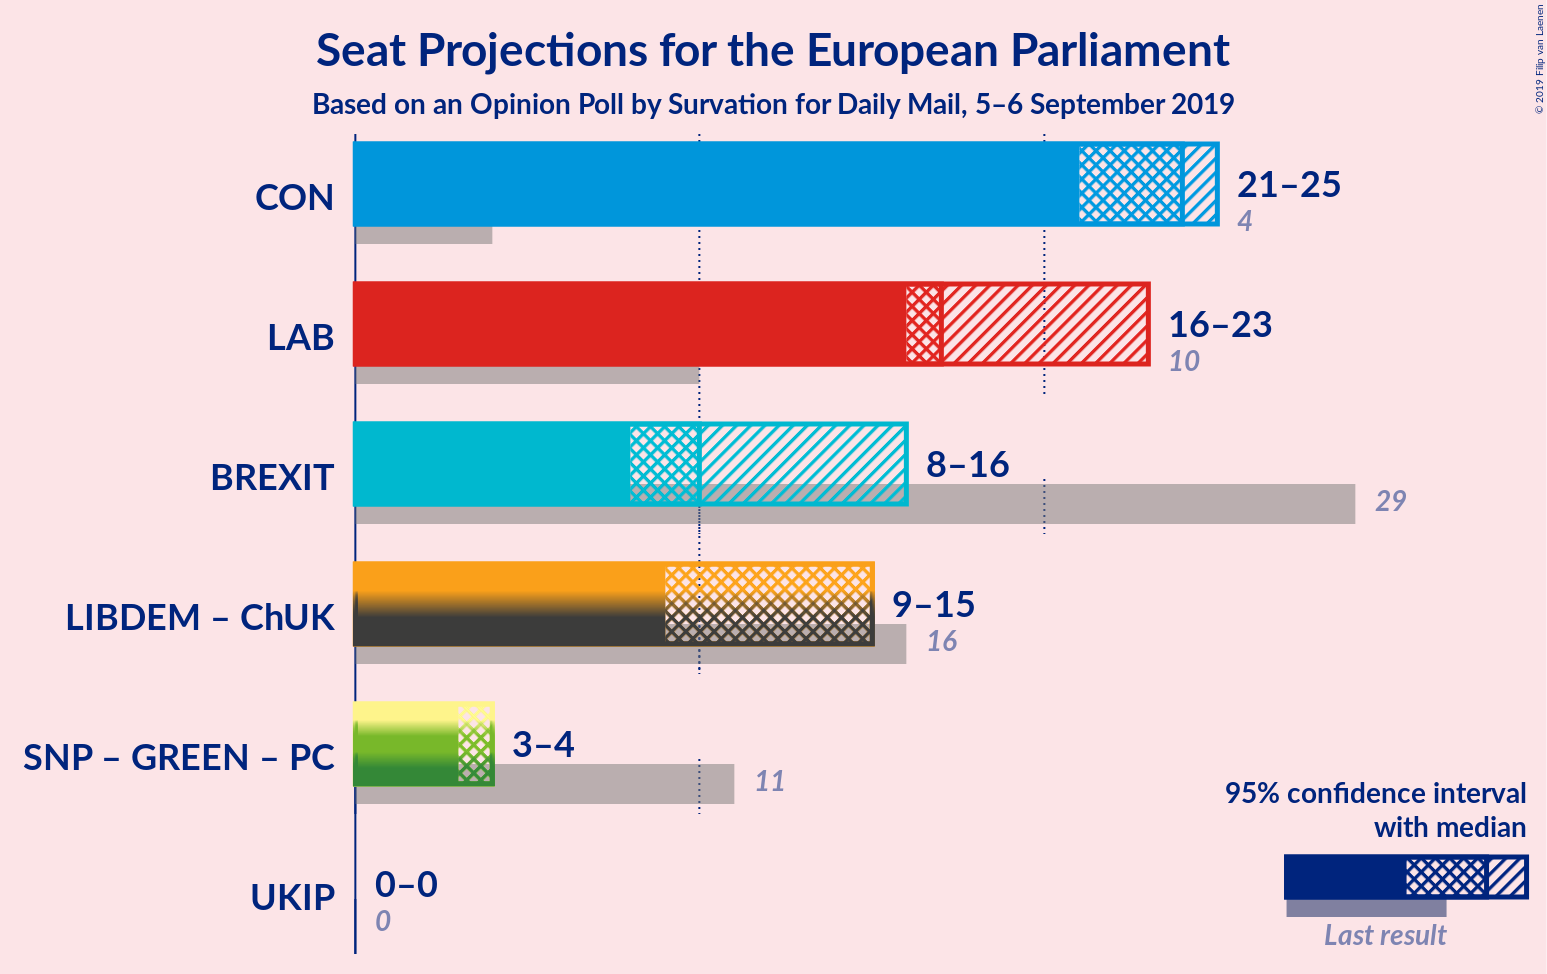 Seat Projections for the European Parliament
Based on an Opinion Poll by Survation for Daily Mail, 5–6 September 2019
© 2019 Filip van Laenen
CON
21–25
4
LAB
16–23
10
BREXIT
8–16
29
LIBDEM – ChUK
9–15
16
SNP – GREEN – PC
3–4
11
UKIP
0–0
0
95% confidence interval
with median
Last result